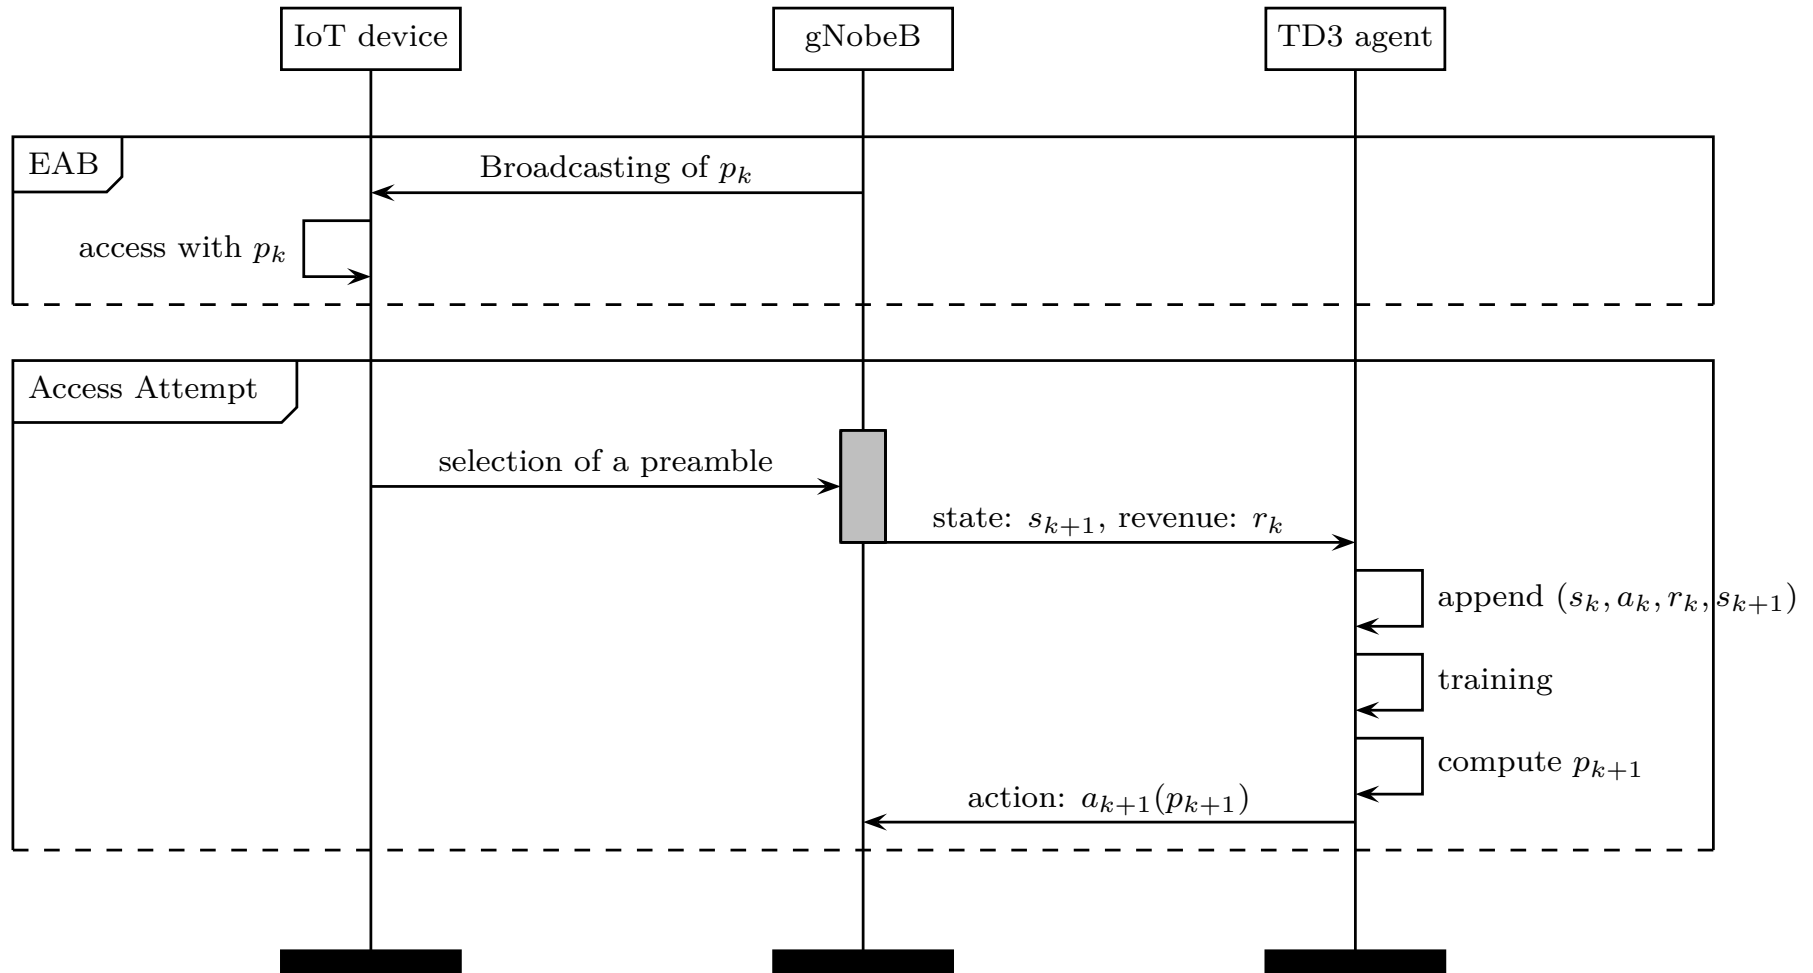 IoT device
gNobeB
TD3 agent
EAB
Broadcasting of $p_k$
access with $p_k$
Access Attempt
selection of a preamble
state: $s_{k+1}$, revenue: $r_k$
append $(s_k, a_k, r_k, s_{k+1})$
training
compute $p_{k+1}$
action: $a_{k+1}(p_{k+1})$